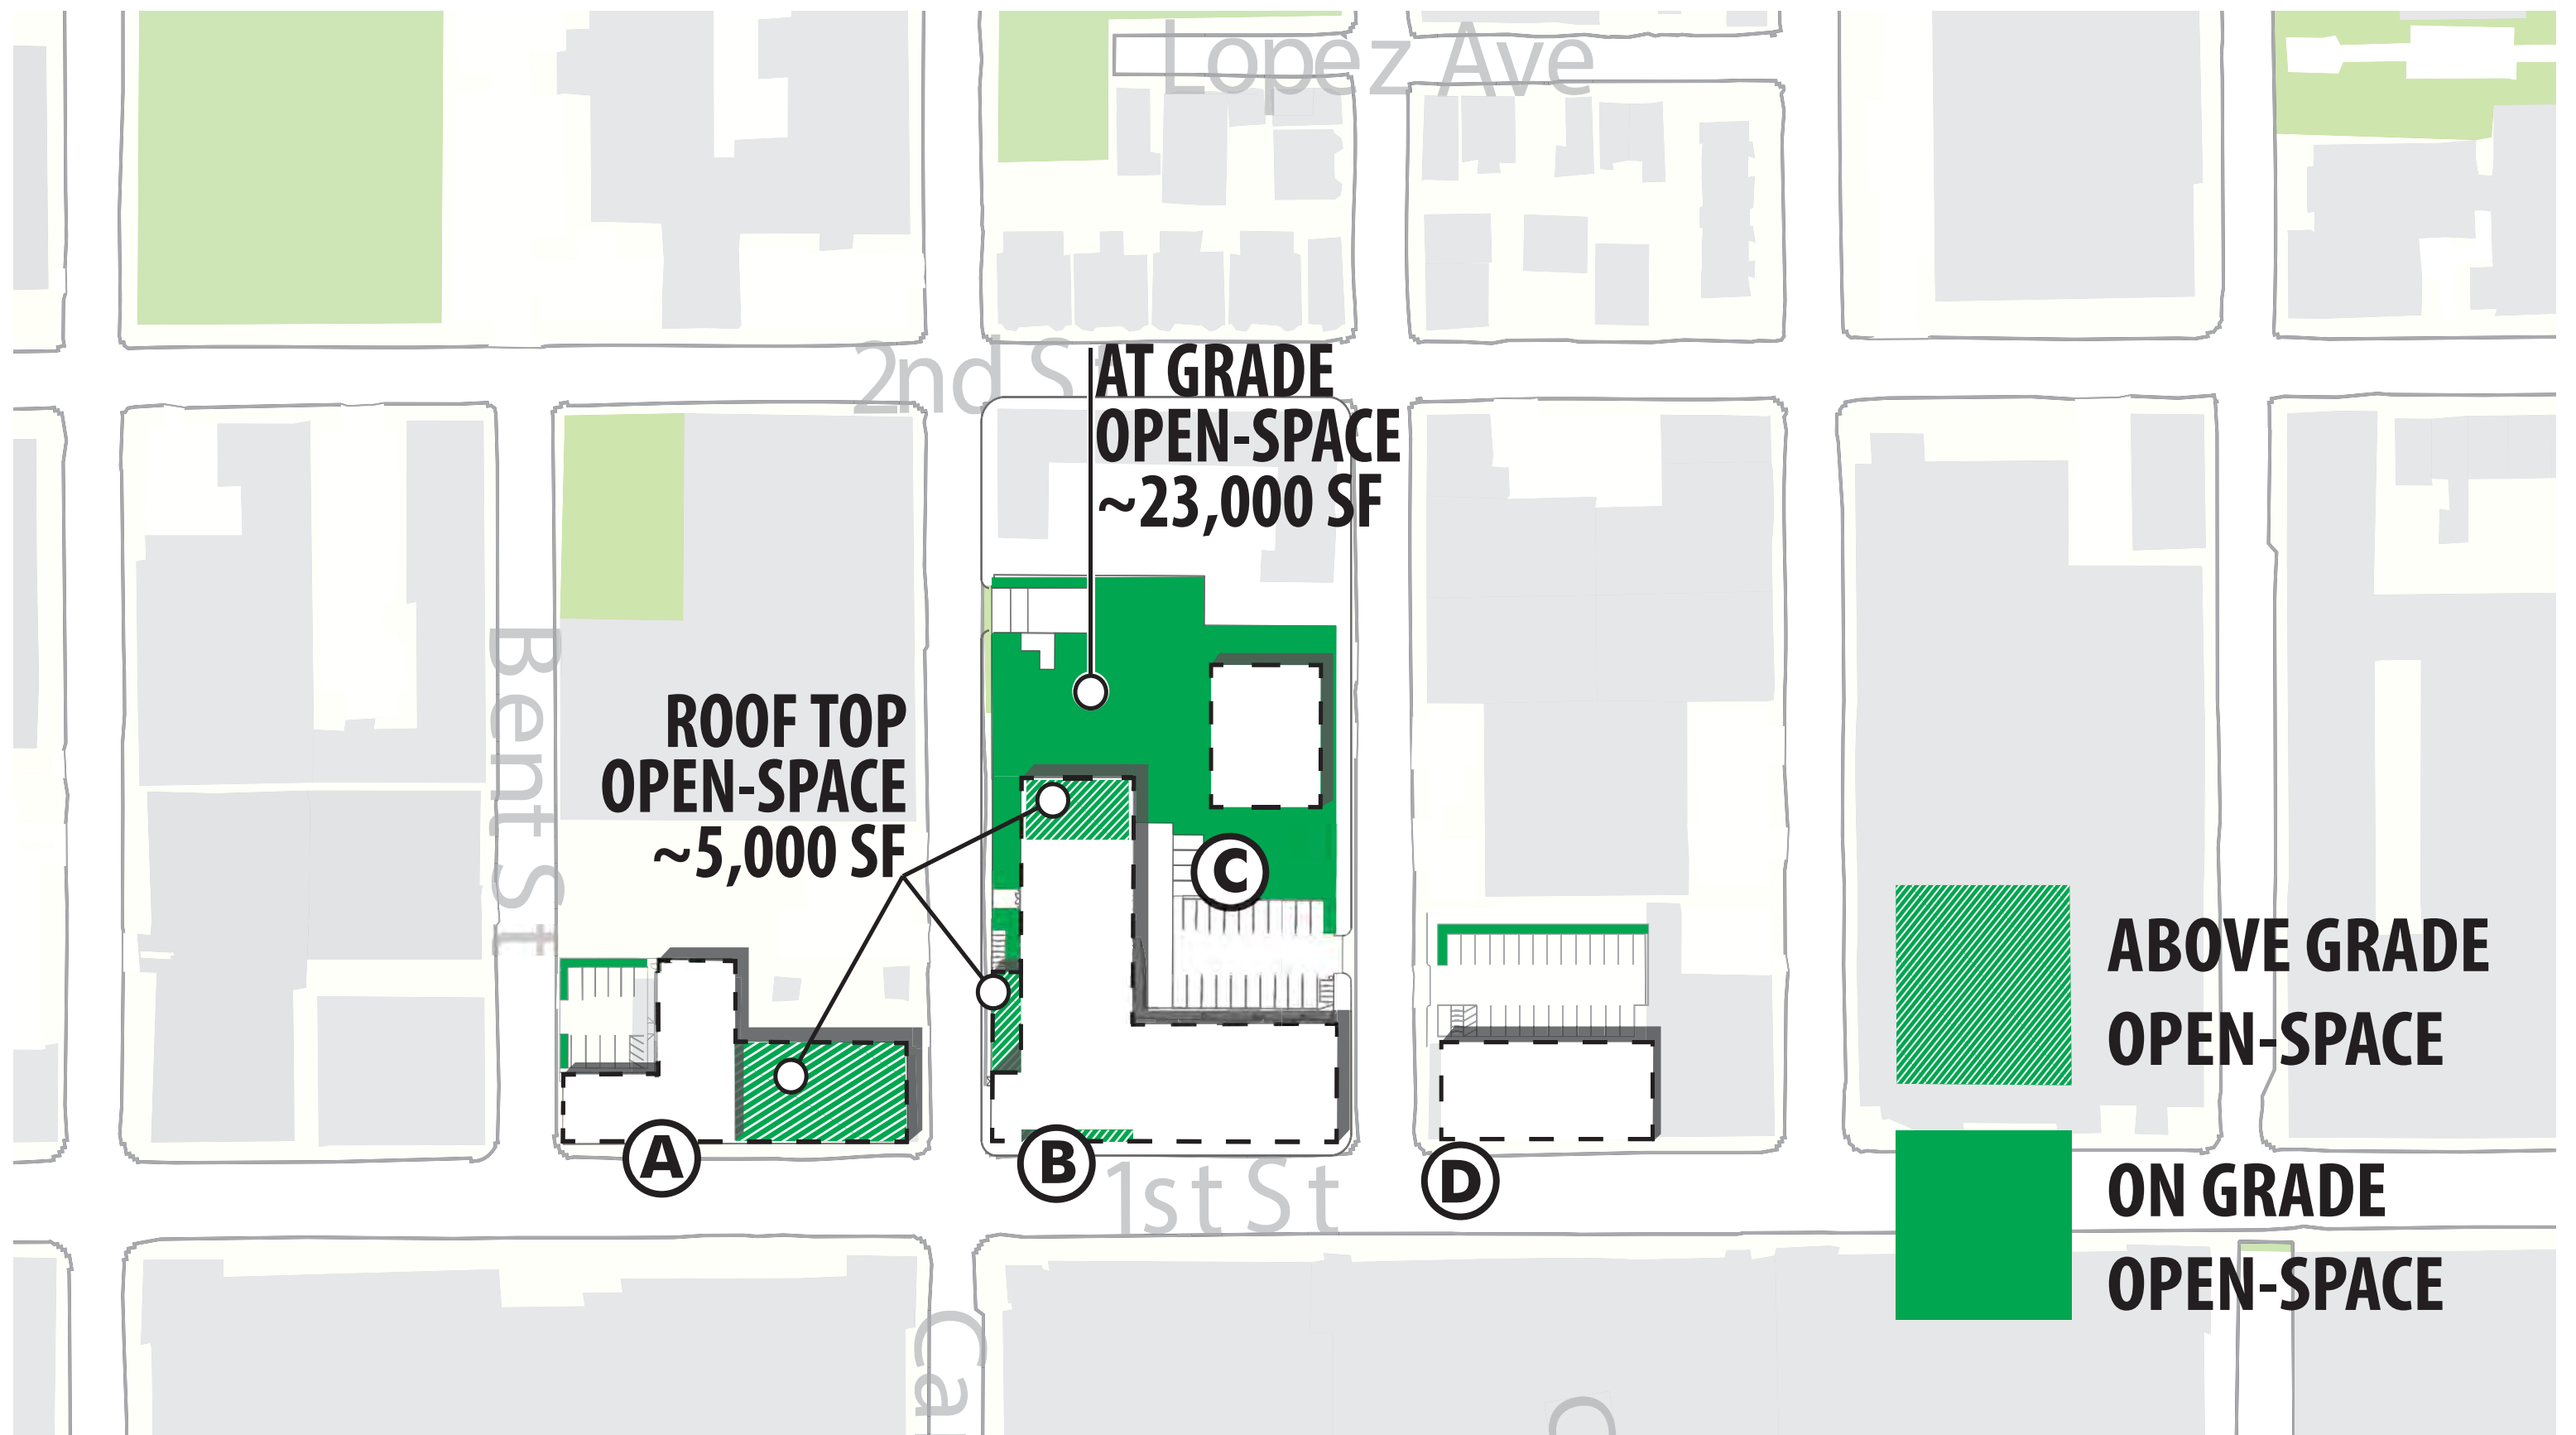 Lopez Ave
2nd St
AT GRADE
OPEN-SPACE
~23,000 SF
Bent St
ROOF TOP
OPEN-SPACE
~5,000 SF
C
A
B
D
1st St
ABOVE GRADE
OPEN-SPACE
ON GRADE
OPEN-SPACE